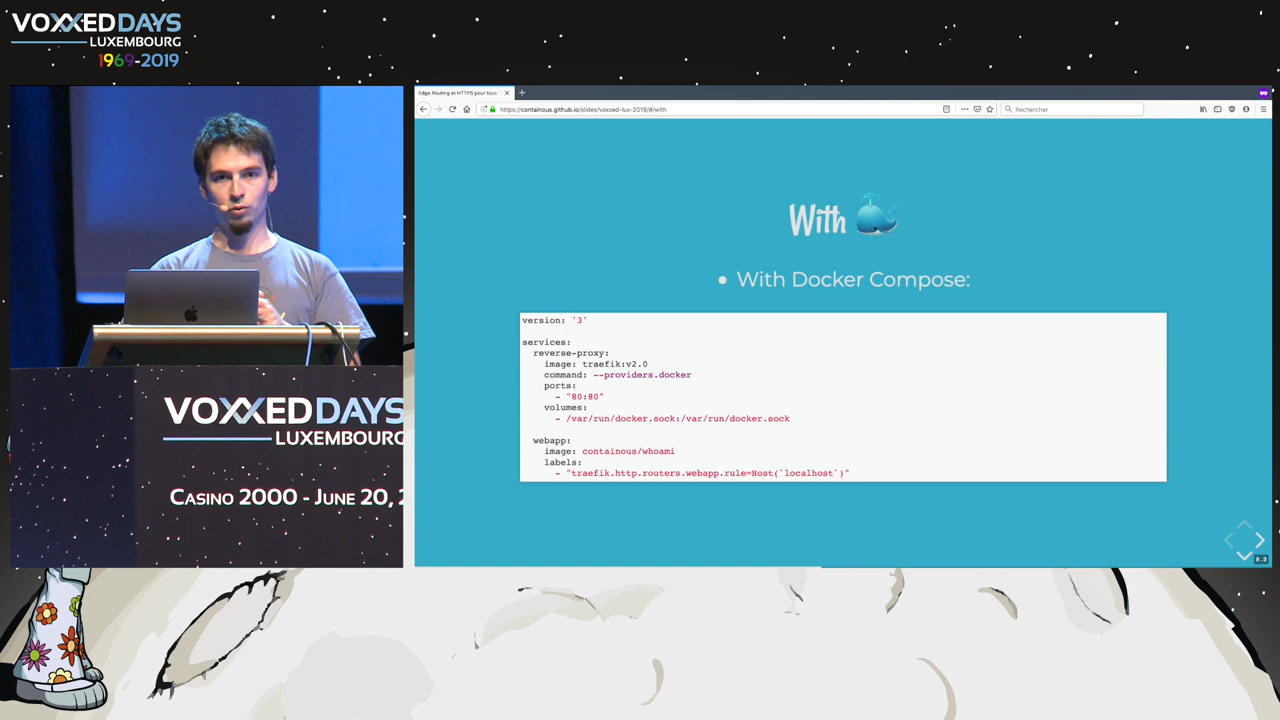 VOXXED DAYS
LUXEMBOURG
1969-2019
Edge Routing et HTTPS pour tous
https://containous.github.io/slides/voxxed-lux-2019/#/with
Rechercher
With
With Docker Compose:
version: '3'
services:
reverse-proxy:
image: traefik:v2.0
command: --providers.docker
ports:
- "80:80"
volumes:
- /var/run/docker.sock:/var/run/docker.sock
webapp:
image: containous/whoami
labels:
- "traefik.http.routers.webapp.rule=Host(`localhost`)"
8.3
VOXXED DAYS
LUXEMBOURG
CASINO 2000 - JUNE 20, 2